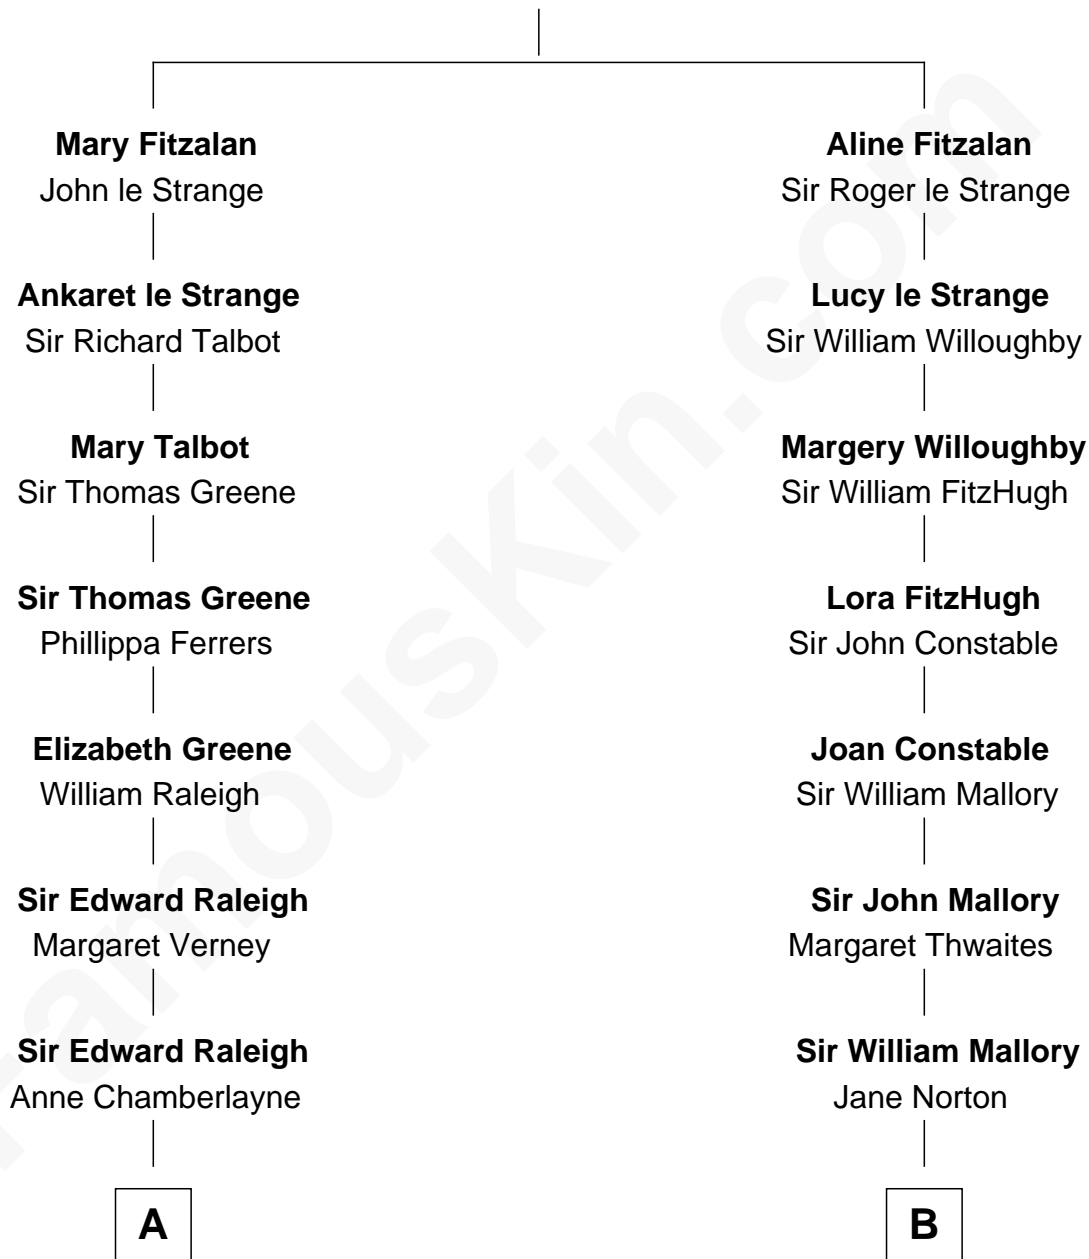 Mary Fitzalan
John le Strange
Aline Fitzalan
Sir Roger le Strange
Ankaret le Strange
Sir Richard Talbot
Lucy le Strange
Sir William Willoughby
Mary Talbot
Sir Thomas Greene
Margery Willoughby
Sir William FitzHugh
Sir Thomas Greene
Phillippa Ferrers
Lora FitzHugh
Sir John Constable
Elizabeth Greene
William Raleigh
Joan Constable
Sir William Mallory
Sir Edward Raleigh
Margaret Verney
Sir John Mallory
Margaret Thwaites
Sir Edward Raleigh
Anne Chamberlayne
Sir William Mallory
Jane Norton
A
B
FamousKin.com